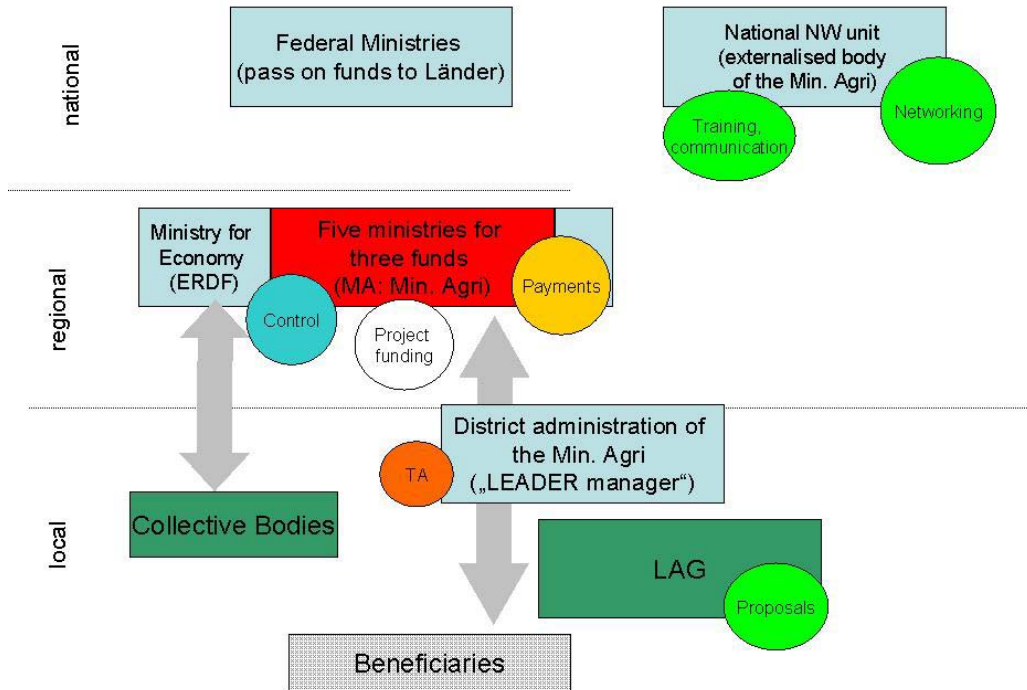 national
Federal Ministries
(pass on funds to Länder)
National NW unit
(externalised body
of the Min. Agri)
Training,
communication
Networking
regional
Ministry for
Economy
(ERDF)
Five ministries for
three funds
(MA: Min. Agri)
Control
Project
funding
Payments
local
District administration of
the Min. Agri
(„LEADER manager“)
TA
Collective Bodies
LAG
Proposals
Beneficiaries